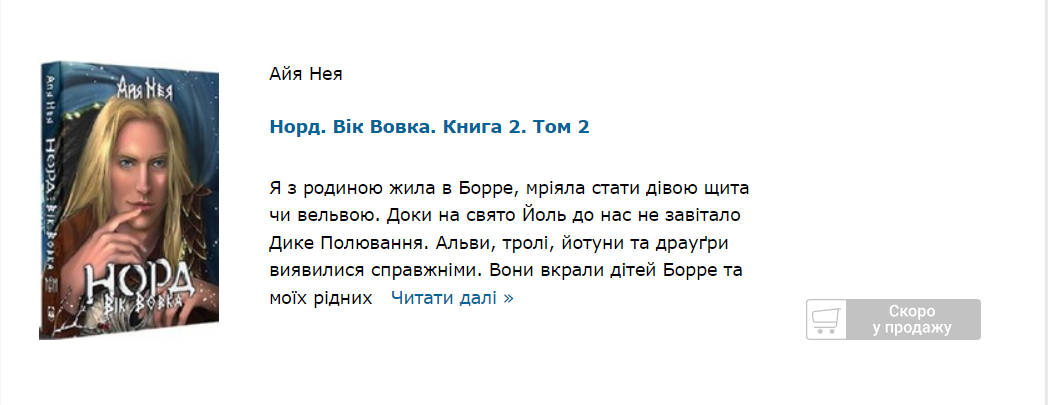 Айя Нея
Айя Нея
НОРД ВІК ВОВКА
НОРД
ВІК ВОВКА
Айя Нея
Норд. Вік Вовка. Книга 2. Том 2
Я з родиною жила в Борре, мріяла стати дівою щита
чи вельвою. Доки на свято Йоль до нас не завітало
Дике Полювання. Альви, тролі, йотуни та драуґри
виявилися справжніми. Вони вкрали дітей Борре та
моїх рідних Читати далі »
Скоро
у продажу